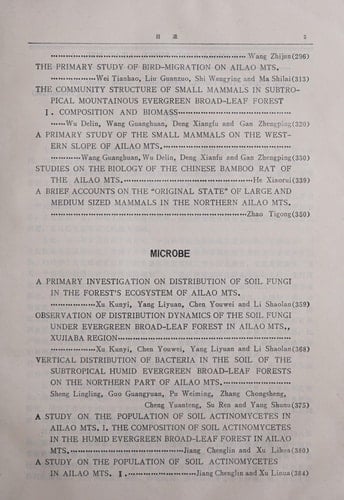 目 录 5
Wang Zhijun(296)
THE PRIMARY STUDY OF BIRD-MIGRATION ON AILAO MTS.
Wei Tianhao, Liu Guanzuo, Shi Wengying and Ma Shilai(313)
THE COMMUNITY STRUCTURE OF SMALL MAMMALS IN SUBTRO-
PICAL MOUNTAINOUS EVERGREEN BROAD-LEAF FOREST
I. COMPOSITION AND BIOMASS
Wu Delin, Wang Guanghuan, Deng Xiangfu and Gan Zhengping(320)
A PRIMARY STUDY OF THE SMALL MAMMALS ON THE WEST-
ERN SLOPE OF AILAO MTS.
Wang Guanghuan, Wu Delin, Deng Xianfu and Gan Zhengping(330)
STUDIES ON THE BIOLOGY OF THE CHINESE BAMBOO RAT OF
THE AILAO MTS. He Xiaorui(339)
A BRIEF ACCOUNTS ON THE "ORIGINAL STATE" OF LARGE AND
MEDIUM SIZED MAMMALS IN THE NORTHERN AILAO MTS.
Zhao Tigong(350)
MICROBE
A PRIMARY INVESTIGATION ON DISTRIBUTION OF SOIL FUNGI
IN THE FOREST'S ECOSYSTEM OF AILAO MTS.
Xu Kunyi, Yang Liyuan, Chen Youwei and Li Shaolan(359)
OBSERVATION OF DISTRIBUTION DYNAMICS OF THE SOIL FUNGI
UNDER EVERGREEN BROAD-LEAF FOREST IN AILAO MTS.,
XUJIABA REGION
Xu Kunyi, Chen Youwei, Yang Liyuan and Li Shaolan(368)
VERTICAL DISTRIBUTION OF BACTERIA IN THE SOIL OF THE
SUBTROPICAL HUMID EVERGREEN BROAD-LEAF FORESTS
ON THE NORTHERN PART OF AILAO MTS.
Sheng Lingling, Guo Guangyuan, Pu Weiming, Zhang Chongsheng,
Cheng Yuanteng, Su Ren and Yang Shunu(375)
A STUDY ON THE POPULATION OF SOIL ACTINOMYCETES IN
AILAO MTS. I. THE COMPOSITION OF SOIL ACTINOMYCETES
IN THE HUMID EVERGREEN BROAD-LEAF FOREST IN AILAO
MTS. Jiang Chenglin and Xu Lihua(380)
A STUDY OF THE POPULATION OF SOIL ACTINOMYCETES
IN AILAO MTS. Jiang Chenglin and Xu Linua(384)